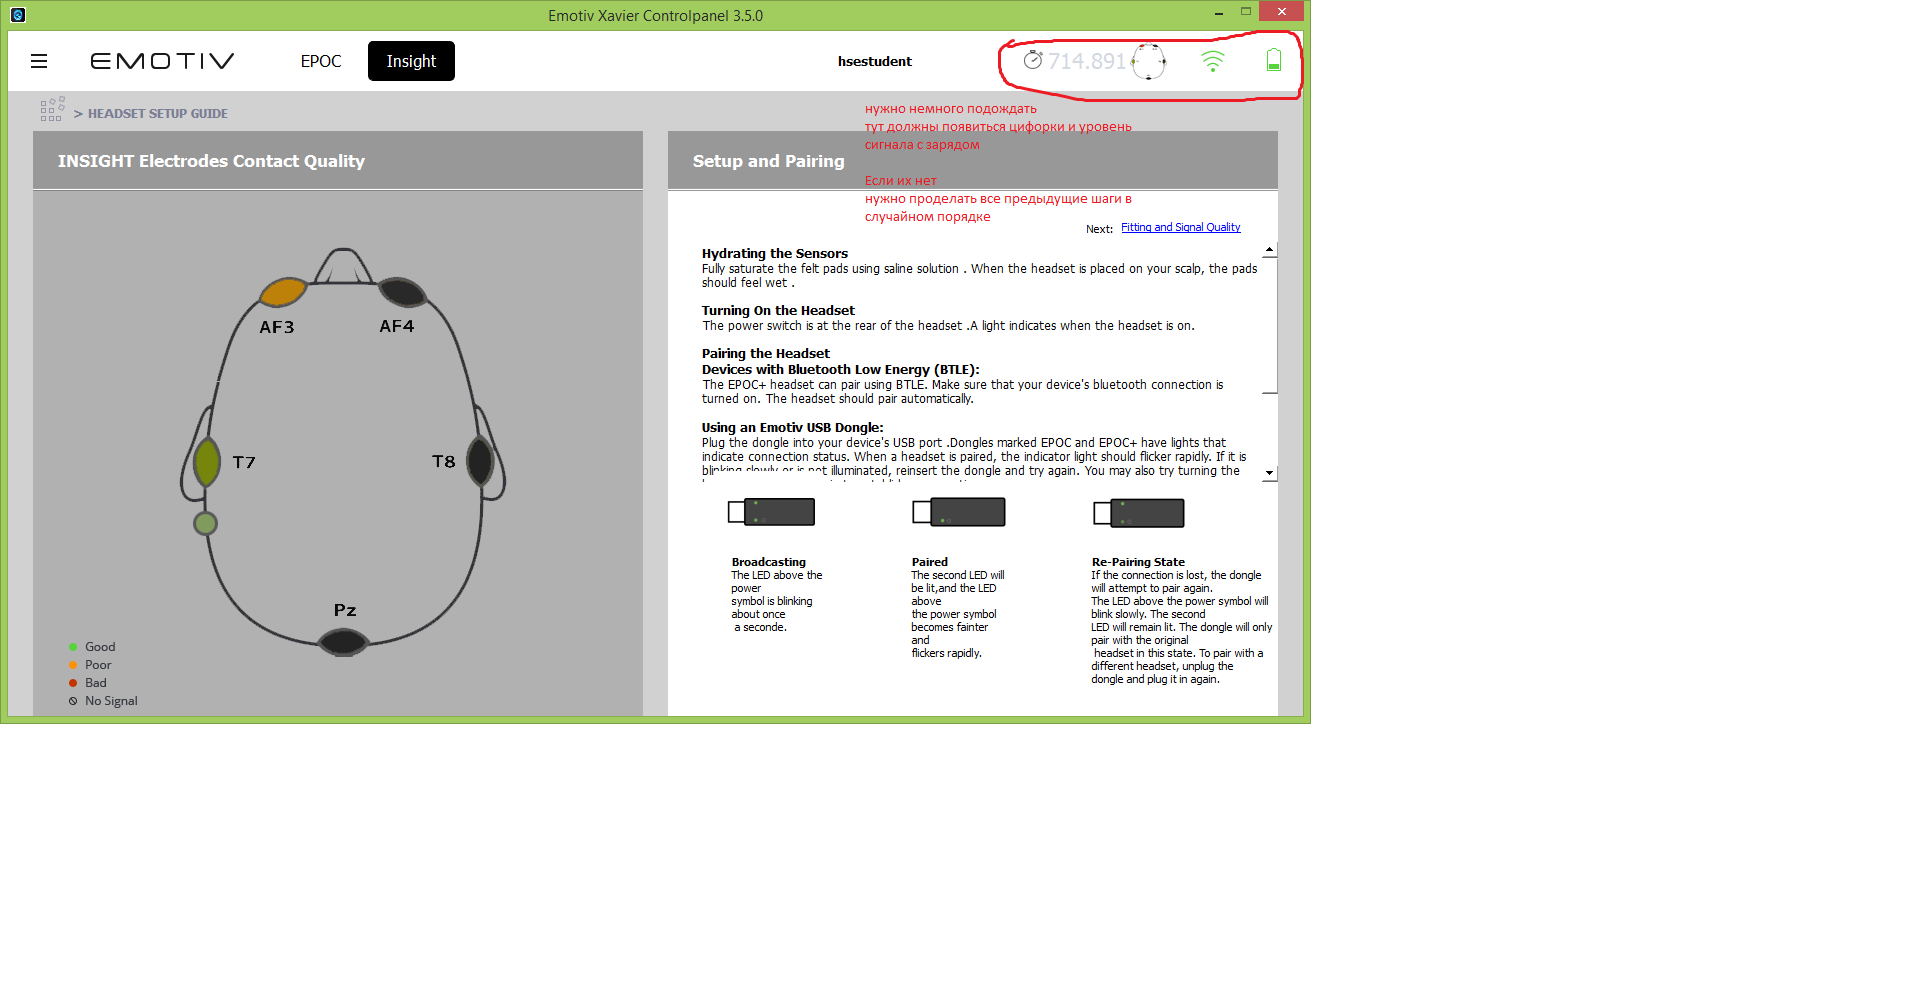 Emotiv Xavier Controlpanel 3.5.0
EMOTIV
EPOC
Insight
hsestudent
714.891
> HEADSET SETUP GUIDE
нужно немного подождать
тут должны появиться цифорки и уровень
сигнала с зарядом
Если их нет
нужно проделать все предыдущие шаги в
случайном порядке
INSIGHT Electrodes Contact Quality
AF3
AF4
T7
T8
Pz
Good
Poor
Bad
No Signal
Setup and Pairing
Next: Fitting and Signal Quality
Hydrating the Sensors
Fully saturate the felt pads using saline solution . When the headset is placed on your scalp, the pads
should feel wet .
Turning On the Headset
The power switch is at the rear of the headset .A light indicates when the headset is on.
Pairing the Headset
Devices with Bluetooth Low Energy (BTLE):
The EPOC+ headset can pair using BTLE. Make sure that your device's bluetooth connection is
turned on. The headset should pair automatically.
Using an Emotiv USB Dongle:
Plug the dongle into your device's USB port .Dongles marked EPOC and EPOC+ have lights that
indicate connection status. When a headset is paired, the indicator light should flicker rapidly. If it is
blinking slowly or is not illuminated, reinsert the dongle and try again. You may also try turning the
Broadcasting
The LED above the
power
symbol is blinking
about once
a seconde.
Paired
The second LED will
be lit,and the LED
above
the power symbol
becomes fainter
and
flickers rapidly.
Re-Pairing State
If the connection is lost, the dongle
will attempt to pair again.
The LED above the power symbol will
blink slowly. The second
LED will remain lit. The dongle will only
pair with the original
headset in this state. To pair with a
different headset, unplug the
dongle and plug it in again.